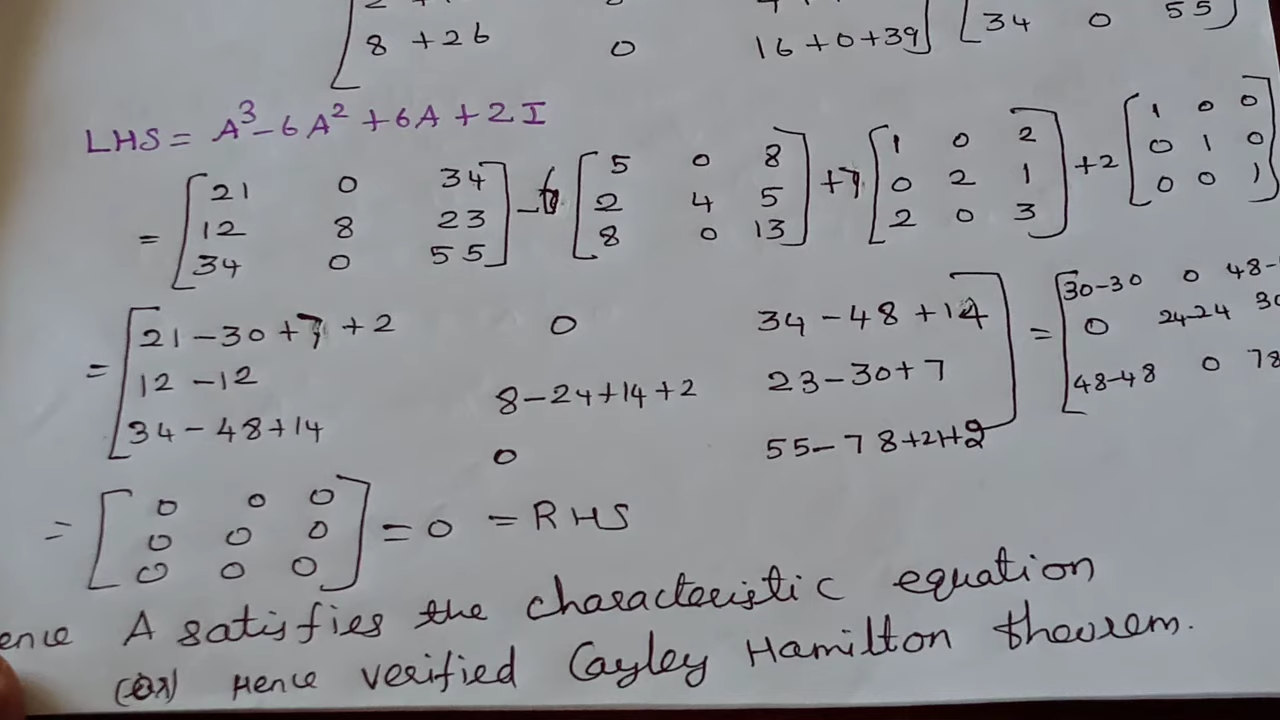 8 +26 0 16+0+39] [34 0 55]
LHS = A³-6A² +6A +2I
= [21 0 34 12 8 23 34 0 55] -6 [5 0 8 2 4 5 8 0 13] +7 [1 0 2 0 2 1 2 0 3] +2 [1 0 0 0 1 0 0 0 1]
= [21-30+7+2 0 34-48+14 = [30-30 0 48-
12-12 8-24+14+2 23-30+7 0 24-24 30
34-48+14 0 55-78+21+2] 48-48 0 78
= [0 0 0 0 0 0 0 0 0] = 0 = RHS
ence A satisfies the characteristic equation
(or) Hence verified Cayley Hamilton theorem.